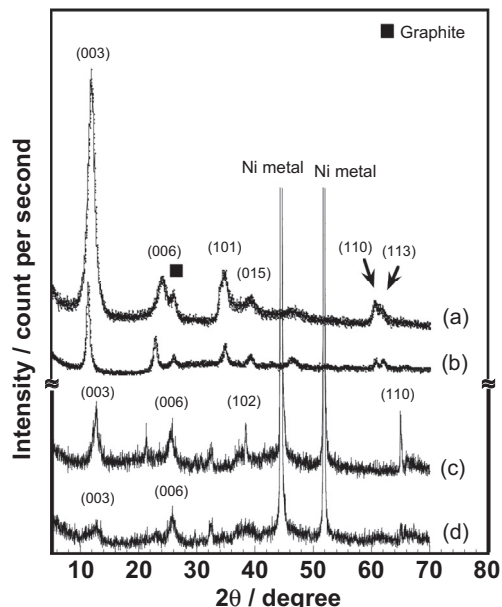 ■ Graphite
(003)
Ni metal
Ni metal
(006)
(101)
(015)
(110)
(113)
(a)
(b)
(003)
(006)
(102)
(110)
(c)
(003)
(006)
(d)
Intensity / count per second
5 10 20 30 40 50 60 70 80
2θ / degree